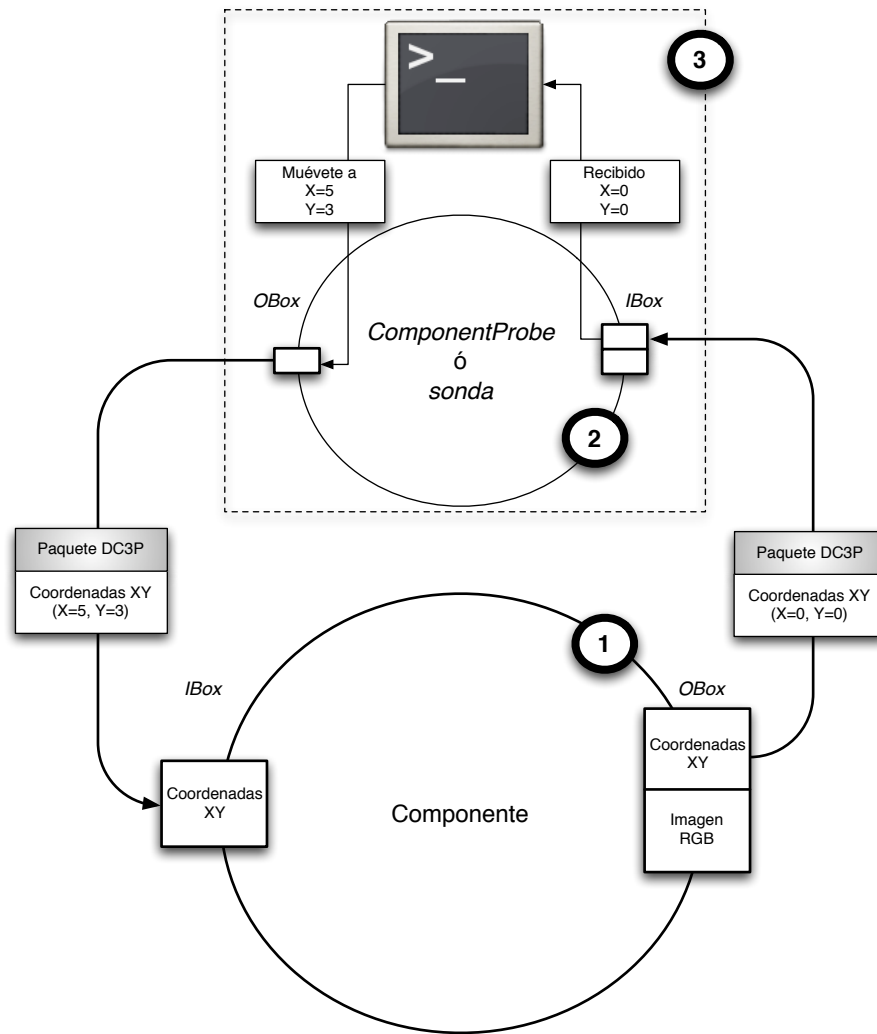 >_
3
Muévete a
X=5
Y=3
Recibido
X=0
Y=0
OBox
IBox
ComponentProbe
ó
sonda
2
Paquete DC3P
Coordenadas XY
(X=5, Y=3)
Paquete DC3P
Coordenadas XY
(X=0, Y=0)
1
IBox
OBox
Coordenadas
XY
Componente
Coordenadas
XY
Imagen
RGB